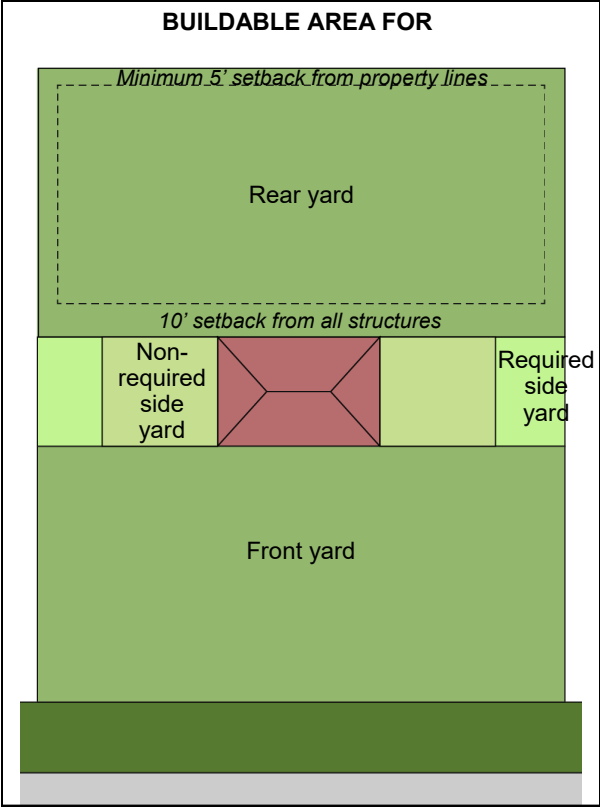 BUILDABLE AREA FOR
Minimum 5’ setback from property lines
Rear yard
10’ setback from all structures
Non-
required
side
yard
Required
side
yard
Front yard